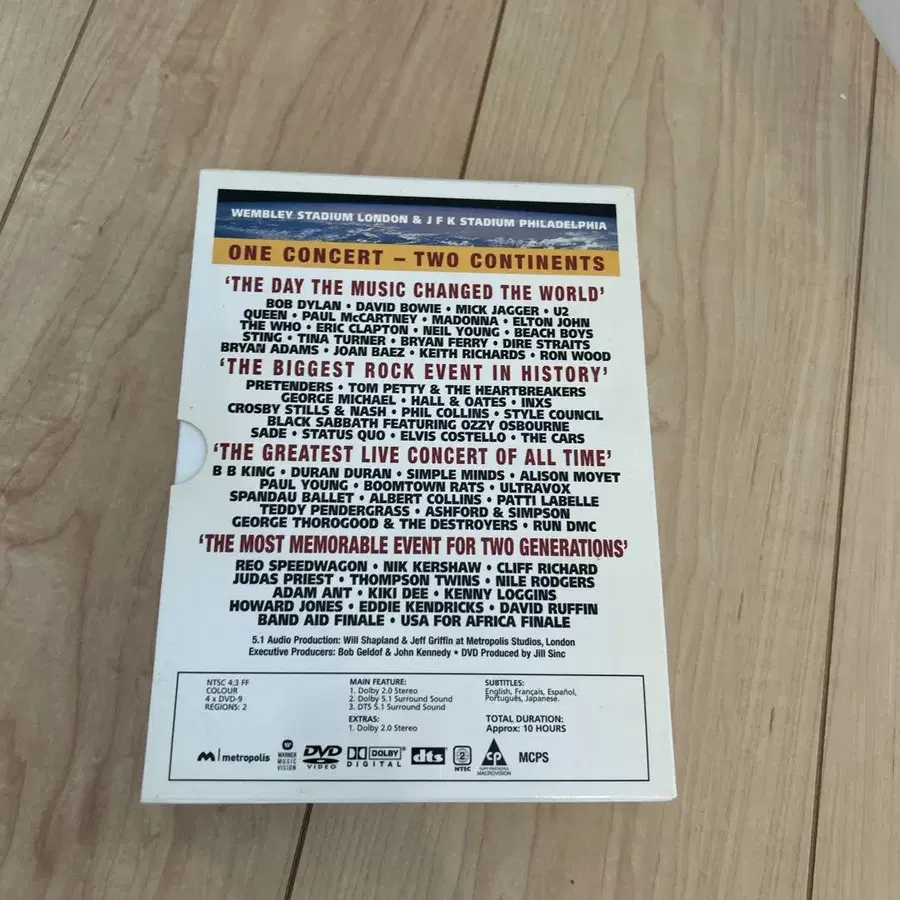 WEMBLEY STADIUM LONDON & J F K STADIUM PHILADELPHIA
ONE CONCERT – TWO CONTINENTS
‘THE DAY THE MUSIC CHANGED THE WORLD’
BOB DYLAN • DAVID BOWIE • MICK JAGGER • U2
QUEEN • PAUL McCARTNEY • MADONNA • ELTON JOHN
THE WHO • ERIC CLAPTON • NEIL YOUNG • BEACH BOYS
STING • TINA TURNER • BRYAN FERRY • DIRE STRAITS
BRYAN ADAMS • JOAN BAEZ • KEITH RICHARDS • RON WOOD
‘THE BIGGEST ROCK EVENT IN HISTORY’
PRETENDERS • TOM PETTY & THE HEARTBREAKERS
GEORGE MICHAEL • HALL & OATES • INXS
CROSBY STILLS & NASH • PHIL COLLINS • STYLE COUNCIL
BLACK SABBATH FEATURING OZZY OSBOURNE
SADE • STATUS QUO • ELVIS COSTELLO • THE CARS
‘THE GREATEST LIVE CONCERT OF ALL TIME’
B B KING • DURAN DURAN • SIMPLE MINDS • ALISON MOYET
PAUL YOUNG • BOOMTOWN RATS • ULTRAVOX
SPANDAU BALLET • ALBERT COLLINS • PATTI LABELLE
TEDDY PENDERGRASS • ASHFORD & SIMPSON
GEORGE THOROGOOD & THE DESTROYERS • RUN DMC
‘THE MOST MEMORABLE EVENT FOR TWO GENERATIONS’
REO SPEEDWAGON • NIK KERSHAW • CLIFF RICHARD
JUDAS PRIEST • THOMPSON TWINS • NILE RODGERS
ADAM ANT • KIKI DEE • KENNY LOGGINS
HOWARD JONES • EDDIE KENDRICKS • DAVID RUFFIN
BAND AID FINALE • USA FOR AFRICA FINALE
5.1 Audio Production: Will Shapland & Jeff Griffin at Metropolis Studios, London
Executive Producers: Bob Geldof & John Kennedy • DVD Produced by Jill Sinc
NTSC 4:3 FF
COLOUR
4 x DVD-9
REGIONS: 2
MAIN FEATURE:
1. Dolby 2.0 Stereo
2. Dolby 5.1 Surround Sound
3. DTS 5.1 Surround Sound
EXTRAS:
1. Dolby 2.0 Stereo
SUBTITLES:
English, Français, Español,
Português, Japanese.
TOTAL DURATION:
Approx: 10 HOURS
metropolis
WARNER
MUSIC
VISION
DVD
VIDEO
DOLBY
DIGITAL
dts
2
NTSC
CP
COPY PROTECTED
MACROVISION
MCPS